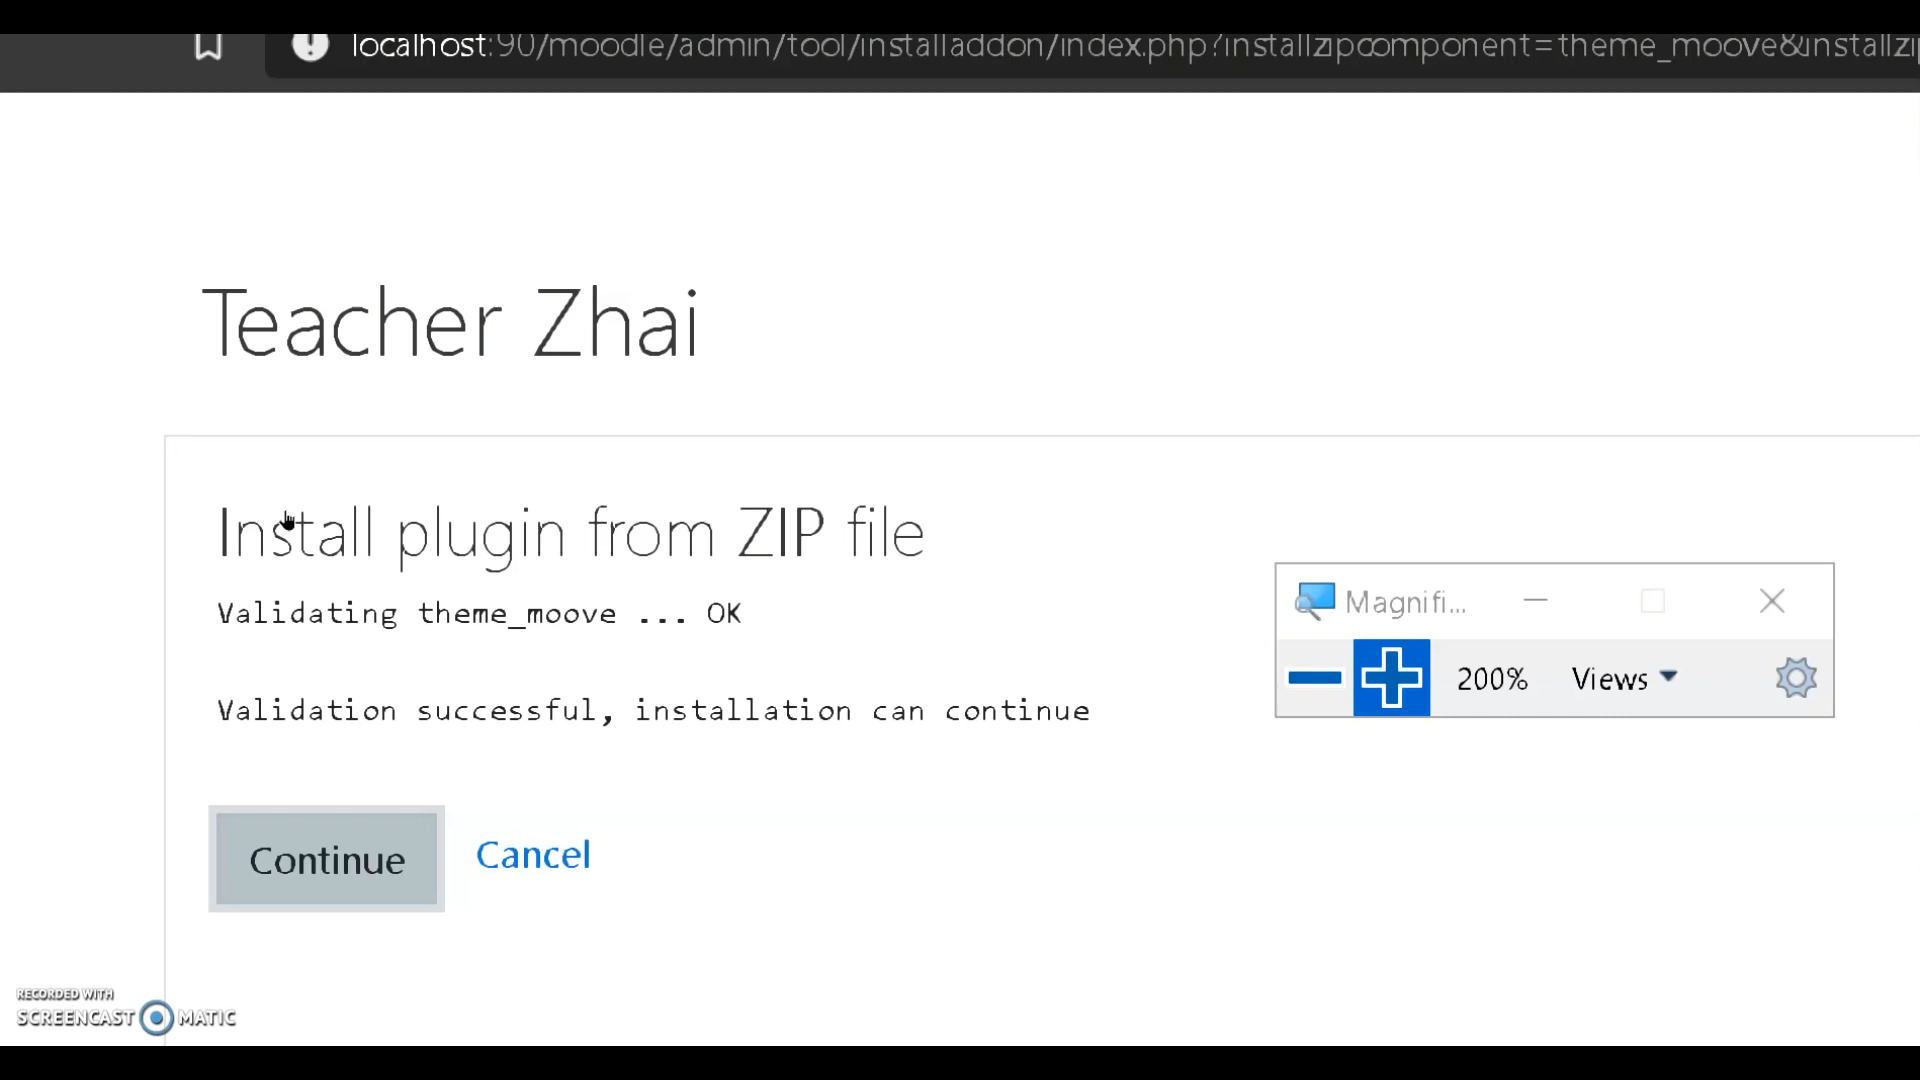 localhost:90/moodle/admin/tool/installaddon/index.php?installzipcomponent=theme_moove&installzip
Teacher Zhai
Install plugin from ZIP file
Validating theme_moove ... OK
Magnifi...
200% Views
Validation successful, installation can continue
Continue Cancel
RECORDED WITH
SCREENCAST MATIC